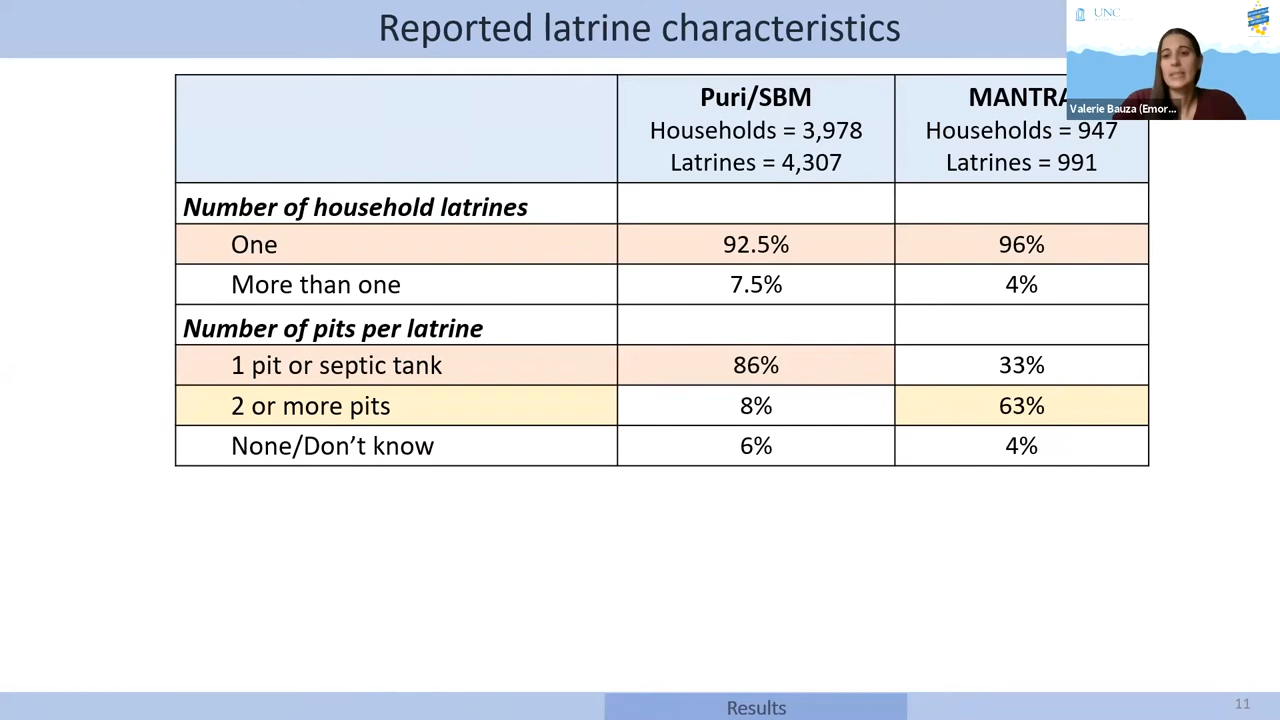 Reported latrine characteristics
UNC
Valerie Bauza (Emor...
Puri/SBM
Households = 3,978
Latrines = 4,307
MANTRA
Households = 947
Latrines = 991
Number of household latrines
One 92.5% 96%
More than one 7.5% 4%
Number of pits per latrine
1 pit or septic tank 86% 33%
2 or more pits 8% 63%
None/Don’t know 6% 4%
Results
11